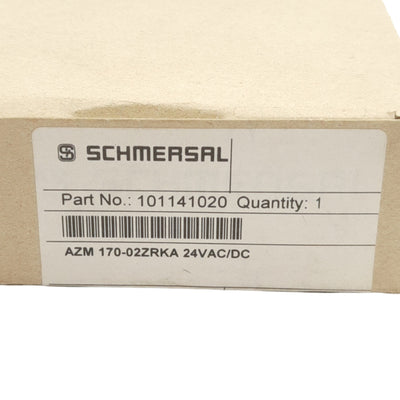 SCHMERSAL
Part No.: 101141020 Quantity: 1
AZM 170-02ZRKA 24VAC/DC